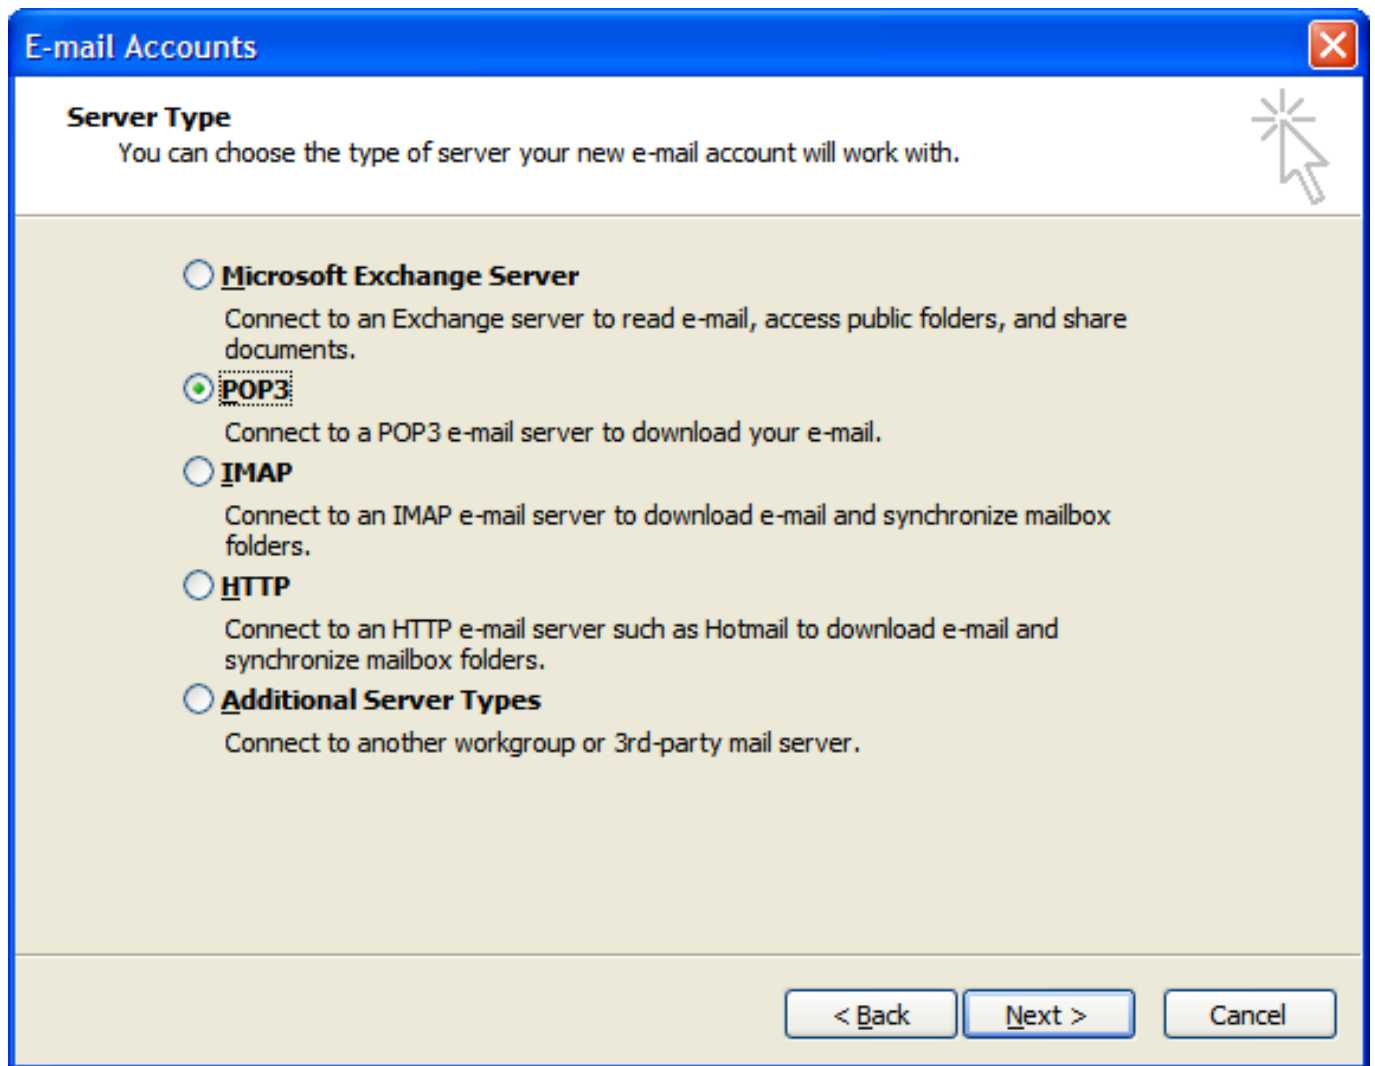 E-mail Accounts
Server Type
You can choose the type of server your new e-mail account will work with.
Microsoft Exchange Server
Connect to an Exchange server to read e-mail, access public folders, and share
documents.
POP3
Connect to a POP3 e-mail server to download your e-mail.
IMAP
Connect to an IMAP e-mail server to download e-mail and synchronize mailbox
folders.
HTTP
Connect to an HTTP e-mail server such as Hotmail to download e-mail and
synchronize mailbox folders.
Additional Server Types
Connect to another workgroup or 3rd-party mail server.
< Back Next > Cancel